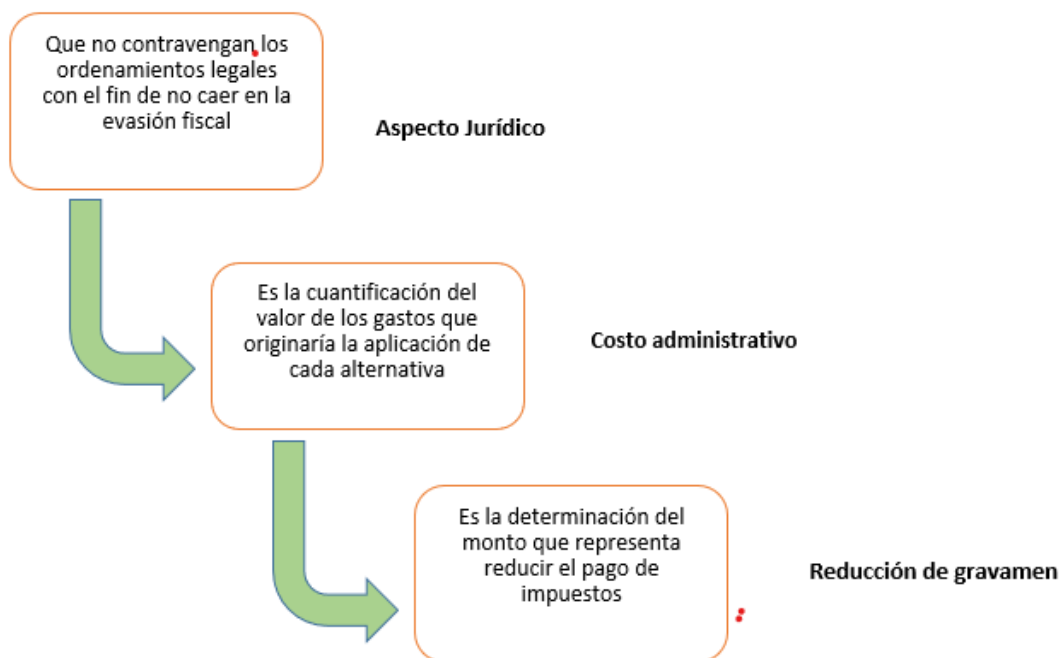 Que no contravengan los
ordenamientos legales
con el fin de no caer en la
evasión fiscal
Aspecto Jurídico
Es la cuantificación del
valor de los gastos que
originaría la aplicación de
cada alternativa
Costo administrativo
Es la determinación del
monto que representa
reducir el pago de
impuestos
Reducción de gravamen